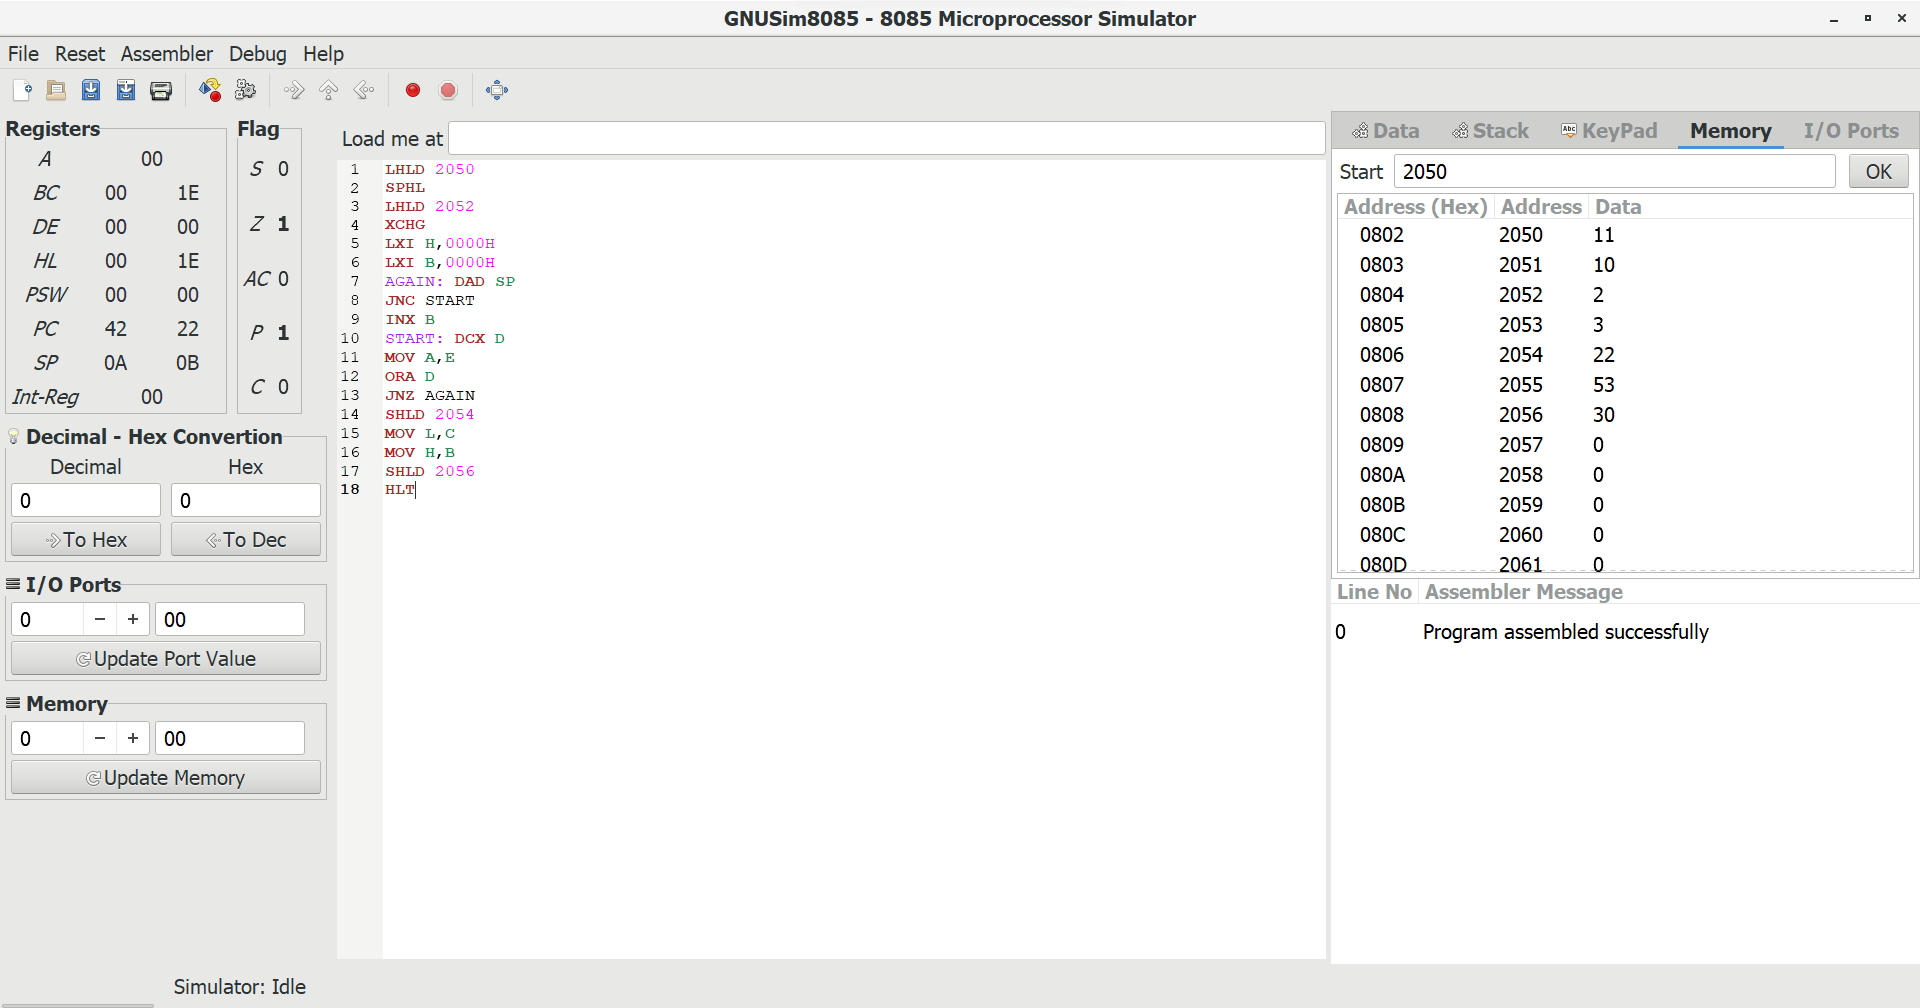 GNUSim8085 - 8085 Microprocessor Simulator
File Reset Assembler Debug Help
Registers
A 00
BC 00 1E
DE 00 00
HL 00 1E
PSW 00 00
PC 42 22
SP 0A 0B
Int-Reg 00
Flag
S 0
Z 1
AC 0
P 1
C 0
Decimal - Hex Convertion
Decimal Hex
0 0
To Hex To Dec
I/O Ports
0 − + 00
Update Port Value
Memory
0 − + 00
Update Memory
Load me at
1 LHLD 2050
2 SPHL
3 LHLD 2052
4 XCHG
5 LXI H,0000H
6 LXI B,0000H
7 AGAIN: DAD SP
8 JNC START
9 INX B
10 START: DCX D
11 MOV A,E
12 ORA D
13 JNZ AGAIN
14 SHLD 2054
15 MOV L,C
16 MOV H,B
17 SHLD 2056
18 HLT
Data Stack Abc KeyPad Memory I/O Ports
Start 2050 OK
Address (Hex) Address Data
0802 2050 11
0803 2051 10
0804 2052 2
0805 2053 3
0806 2054 22
0807 2055 53
0808 2056 30
0809 2057 0
080A 2058 0
080B 2059 0
080C 2060 0
080D 2061 0
Line No Assembler Message
0 Program assembled successfully
Simulator: Idle